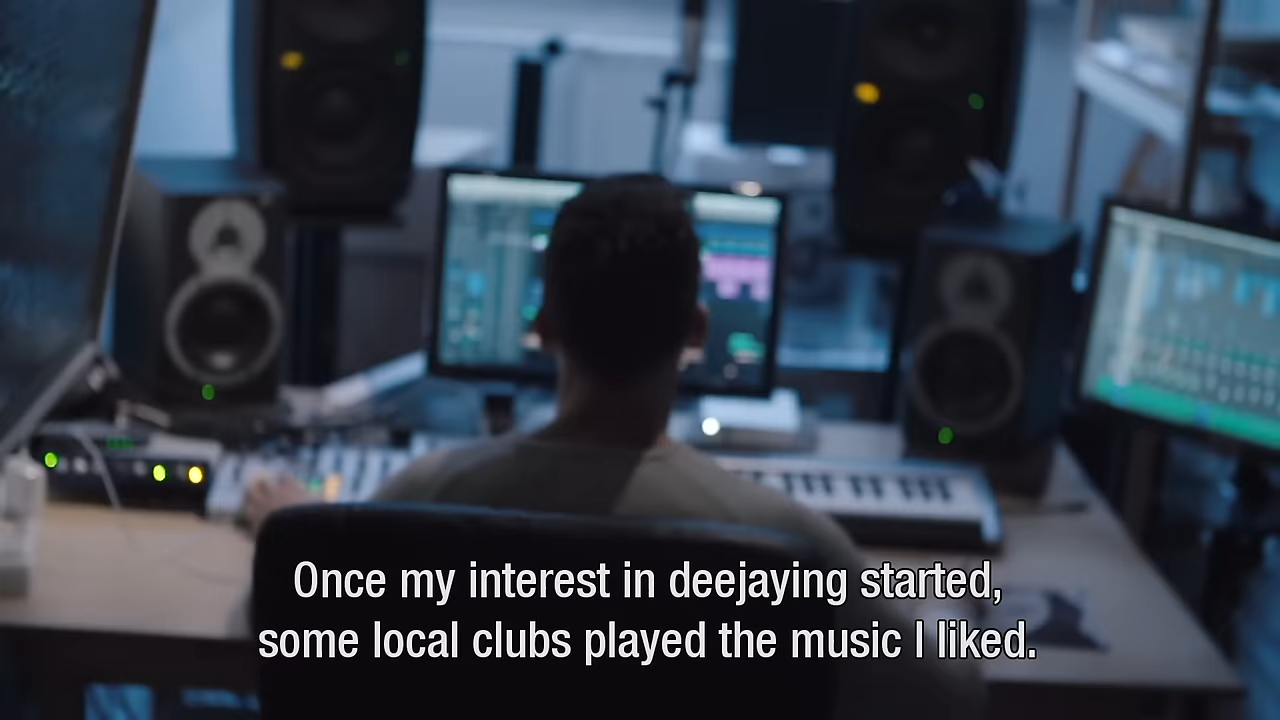 Once my interest in deejaying started,
some local clubs played the music I liked.